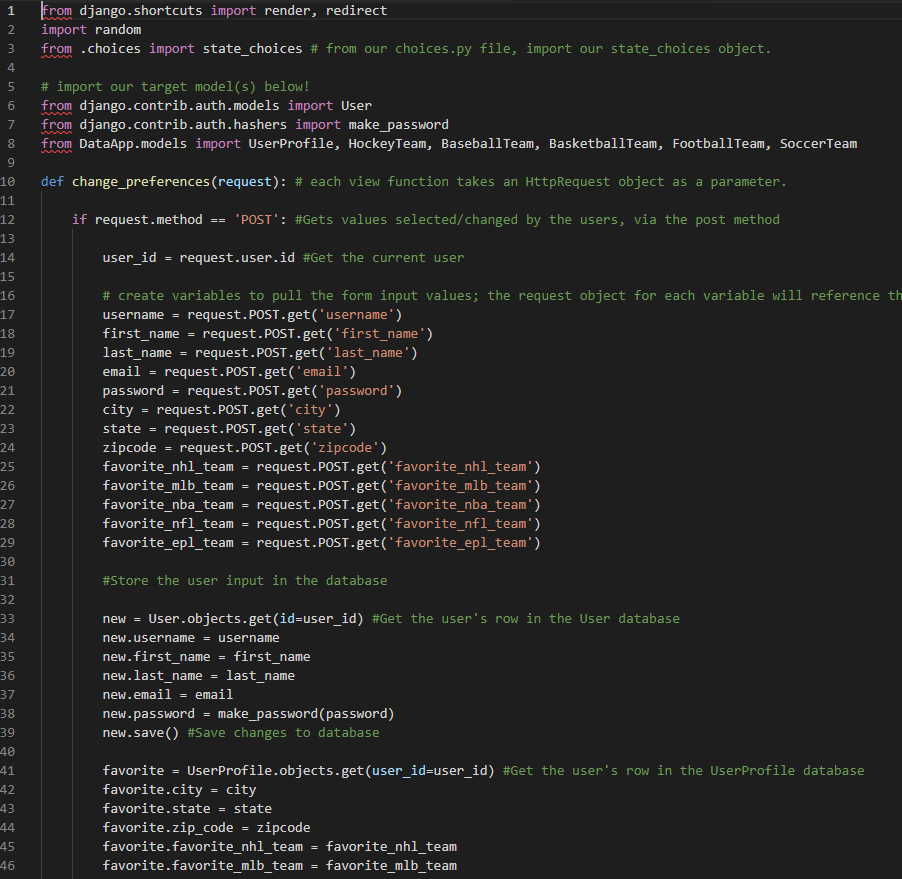 1 from django.shortcuts import render, redirect
2 import random
3 from .choices import state_choices # from our choices.py file, import our state_choices object.
4
5 # import our target model(s) below!
6 from django.contrib.auth.models import User
7 from django.contrib.auth.hashers import make_password
8 from DataApp.models import UserProfile, HockeyTeam, BaseballTeam, BasketballTeam, FootballTeam, SoccerTeam
9
10 def change_preferences(request): # each view function takes an HttpRequest object as a parameter.
11
12     if request.method == 'POST': #Gets values selected/changed by the users, via the post method
13
14         user_id = request.user.id #Get the current user
15
16         # create variables to pull the form input values; the request object for each variable will reference th
17         username = request.POST.get('username')
18         first_name = request.POST.get('first_name')
19         last_name = request.POST.get('last_name')
20         email = request.POST.get('email')
21         password = request.POST.get('password')
22         city = request.POST.get('city')
23         state = request.POST.get('state')
24         zipcode = request.POST.get('zipcode')
25         favorite_nhl_team = request.POST.get('favorite_nhl_team')
26         favorite_mlb_team = request.POST.get('favorite_mlb_team')
27         favorite_nba_team = request.POST.get('favorite_nba_team')
28         favorite_nfl_team = request.POST.get('favorite_nfl_team')
29         favorite_epl_team = request.POST.get('favorite_epl_team')
30
31         #Store the user input in the database
32
33         new = User.objects.get(id=user_id) #Get the user's row in the User database
34         new.username = username
35         new.first_name = first_name
36         new.last_name = last_name
37         new.email = email
38         new.password = make_password(password)
39         new.save() #Save changes to database
40
41         favorite = UserProfile.objects.get(user_id=user_id) #Get the user's row in the UserProfile database
42         favorite.city = city
43         favorite.state = state
44         favorite.zip_code = zipcode
45         favorite.favorite_nhl_team = favorite_nhl_team
46         favorite.favorite_mlb_team = favorite_mlb_team